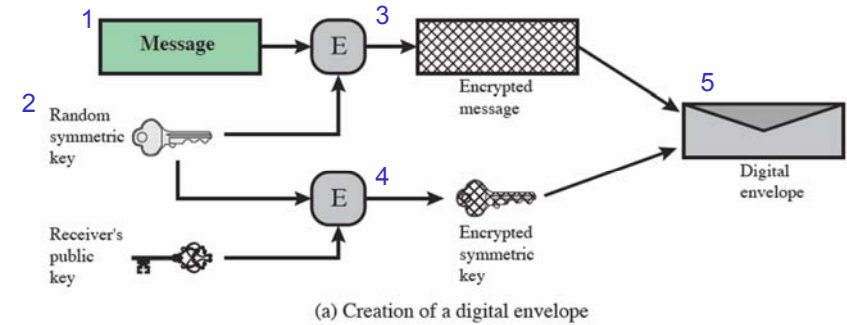 1
3
Message
E
Encrypted
message
2
Random
symmetric
key
5
Digital
envelope
4
E
Encrypted
symmetric
key
Receiver's
public
key
(a) Creation of a digital envelope